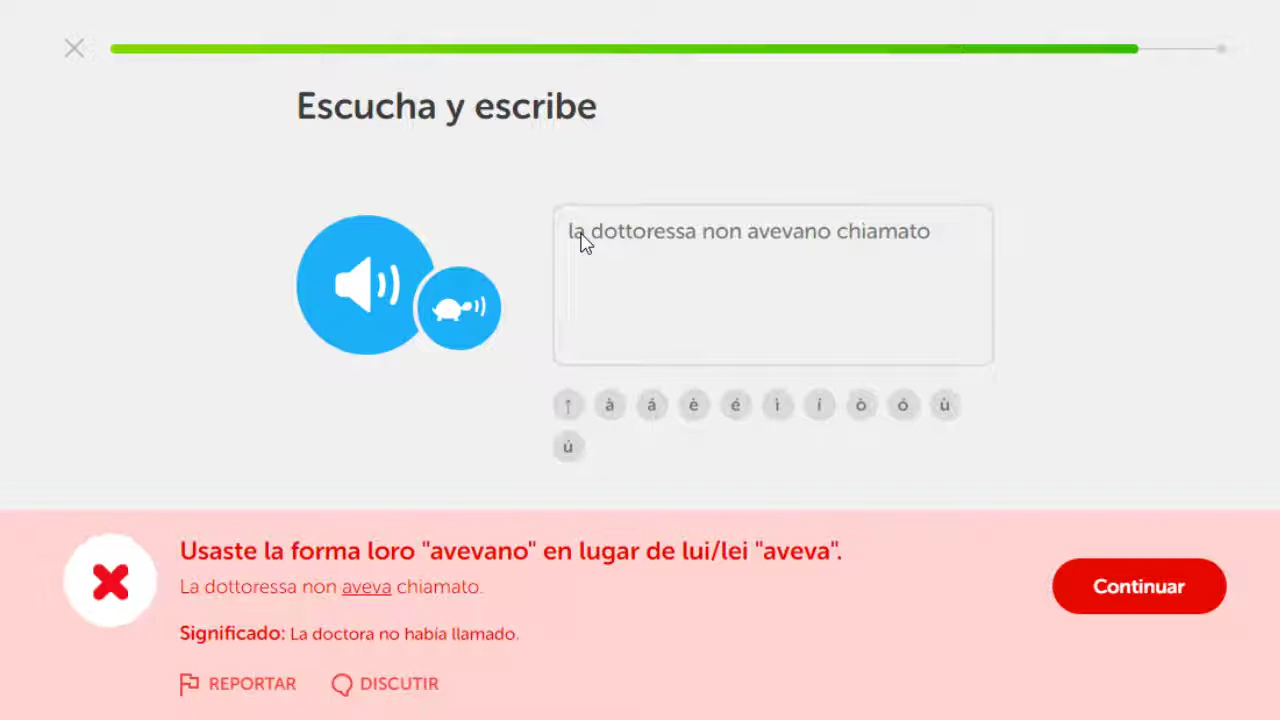 Escucha y escribe
la dottoressa non avevano chiamato
↑ à á è é ì í ò ó ù
ú
Usaste la forma loro "avevano" en lugar de lui/lei "aveva".
La dottoressa non aveva chiamato.
Continuar
Significado: La doctora no había llamado.
REPORTAR DISCUTIR